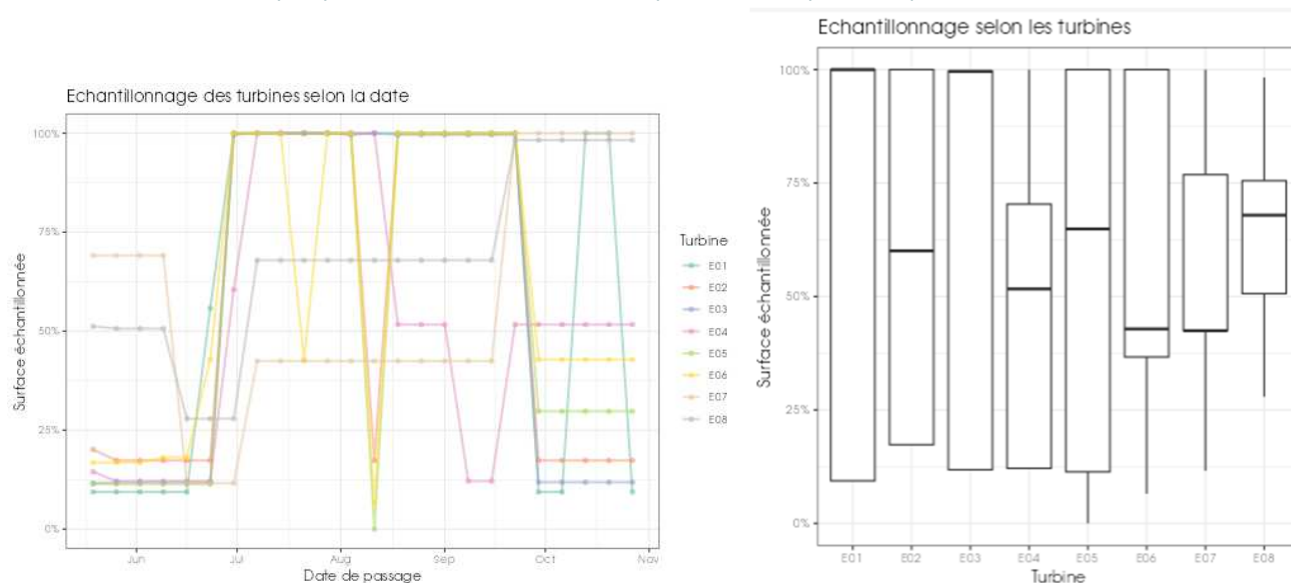 Echantillonnage des turbines selon la date
Surface échantillonnée
100%
75%
50%
25%
0%
Jun
Jul
Aug
Sep
Oct
Nov
Date de passage
Turbine
E01
E02
E03
E04
E05
E06
E07
E08
Echantillonnage selon les turbines
Surface échantillonnée
100%
75%
50%
25%
0%
E01
E02
E03
E04
E05
E06
E07
E08
Turbine